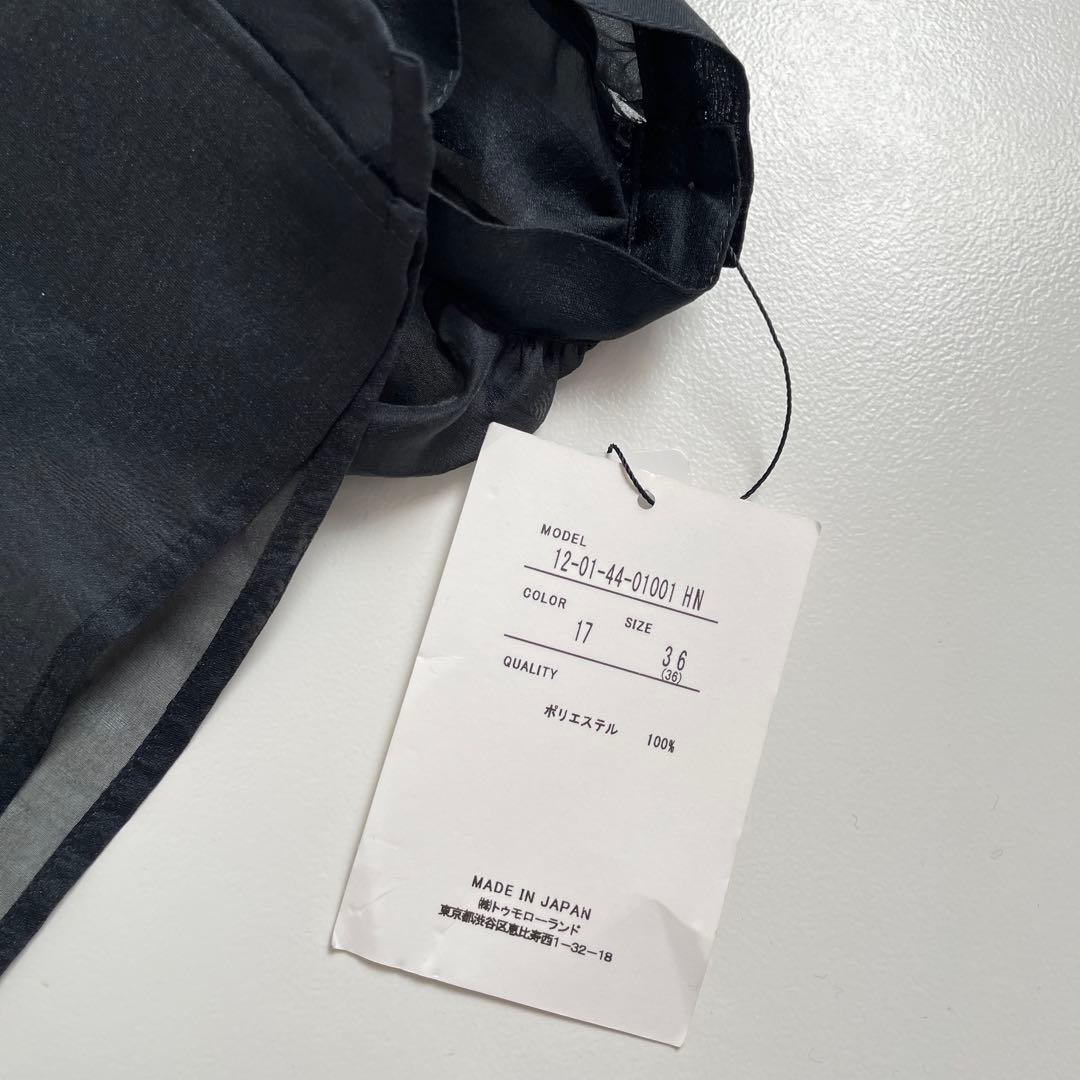 MODEL
12-01-44-01001 HN
COLOR SIZE
17 36
(36)
QUALITY
ポリエステル 100%
MADE IN JAPAN
㈱トゥモローランド
東京都渋谷区恵比寿西1-32-18